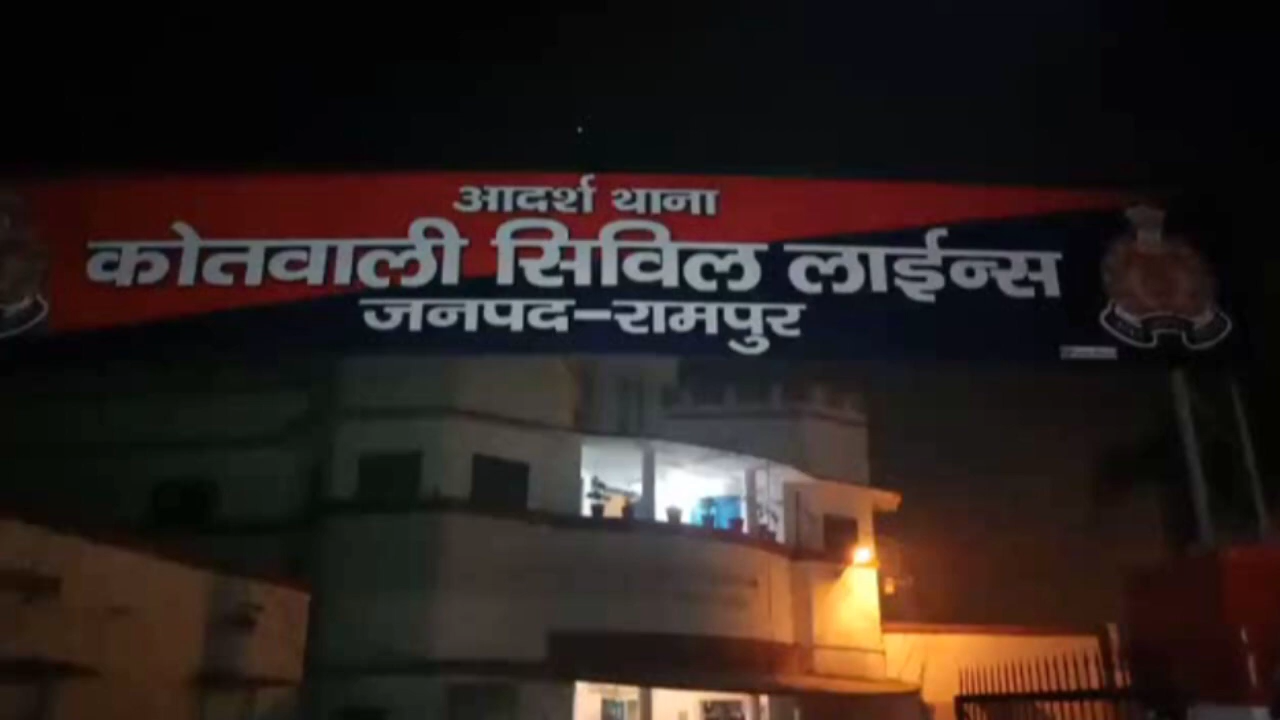 आदर्श थाना
कोतवाली सिविल लाईन्स
जनपद-रामपुर